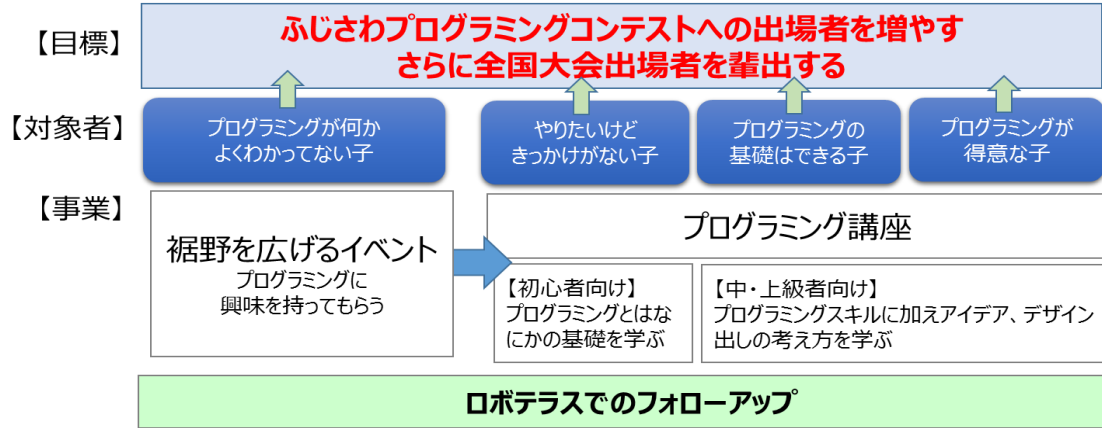 【目標】
ふじさわプログラミングコンテストへの出場者を増やす
さらに全国大会出場者を輩出する
【対象者】
プログラミングが何か
よくわかってない子
やりたいけど
きっかけがない子
プログラミングの
基礎はできる子
プログラミングが
得意な子
【事業】
裾野を広げるイベント
プログラミングに
興味を持ってもらう
プログラミング講座
【初心者向け】
プログラミングとはな
にかの基礎を学ぶ
【中・上級者向け】
プログラミングスキルに加えアイデア、デザイン
出しの考え方を学ぶ
ロボテラスでのフォローアップ